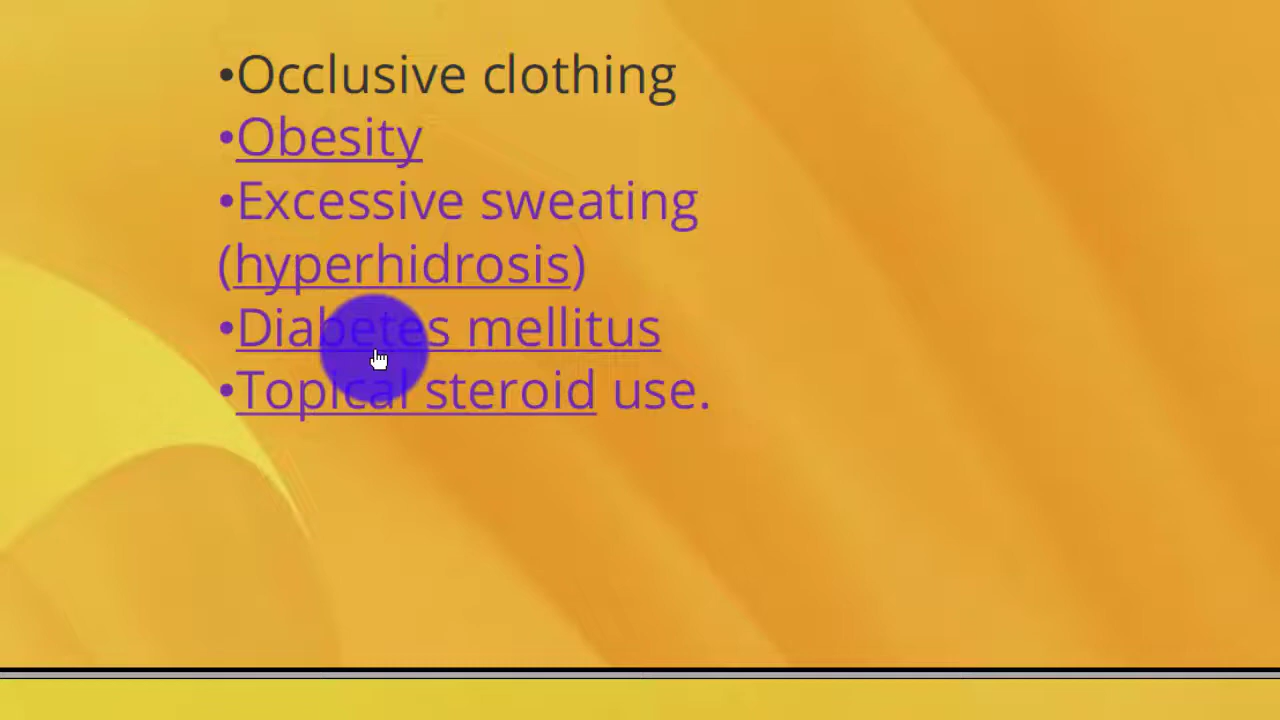 •Occlusive clothing
•Obesity
•Excessive sweating
(hyperhidrosis)
•Diabetes mellitus
•Topical steroid use.